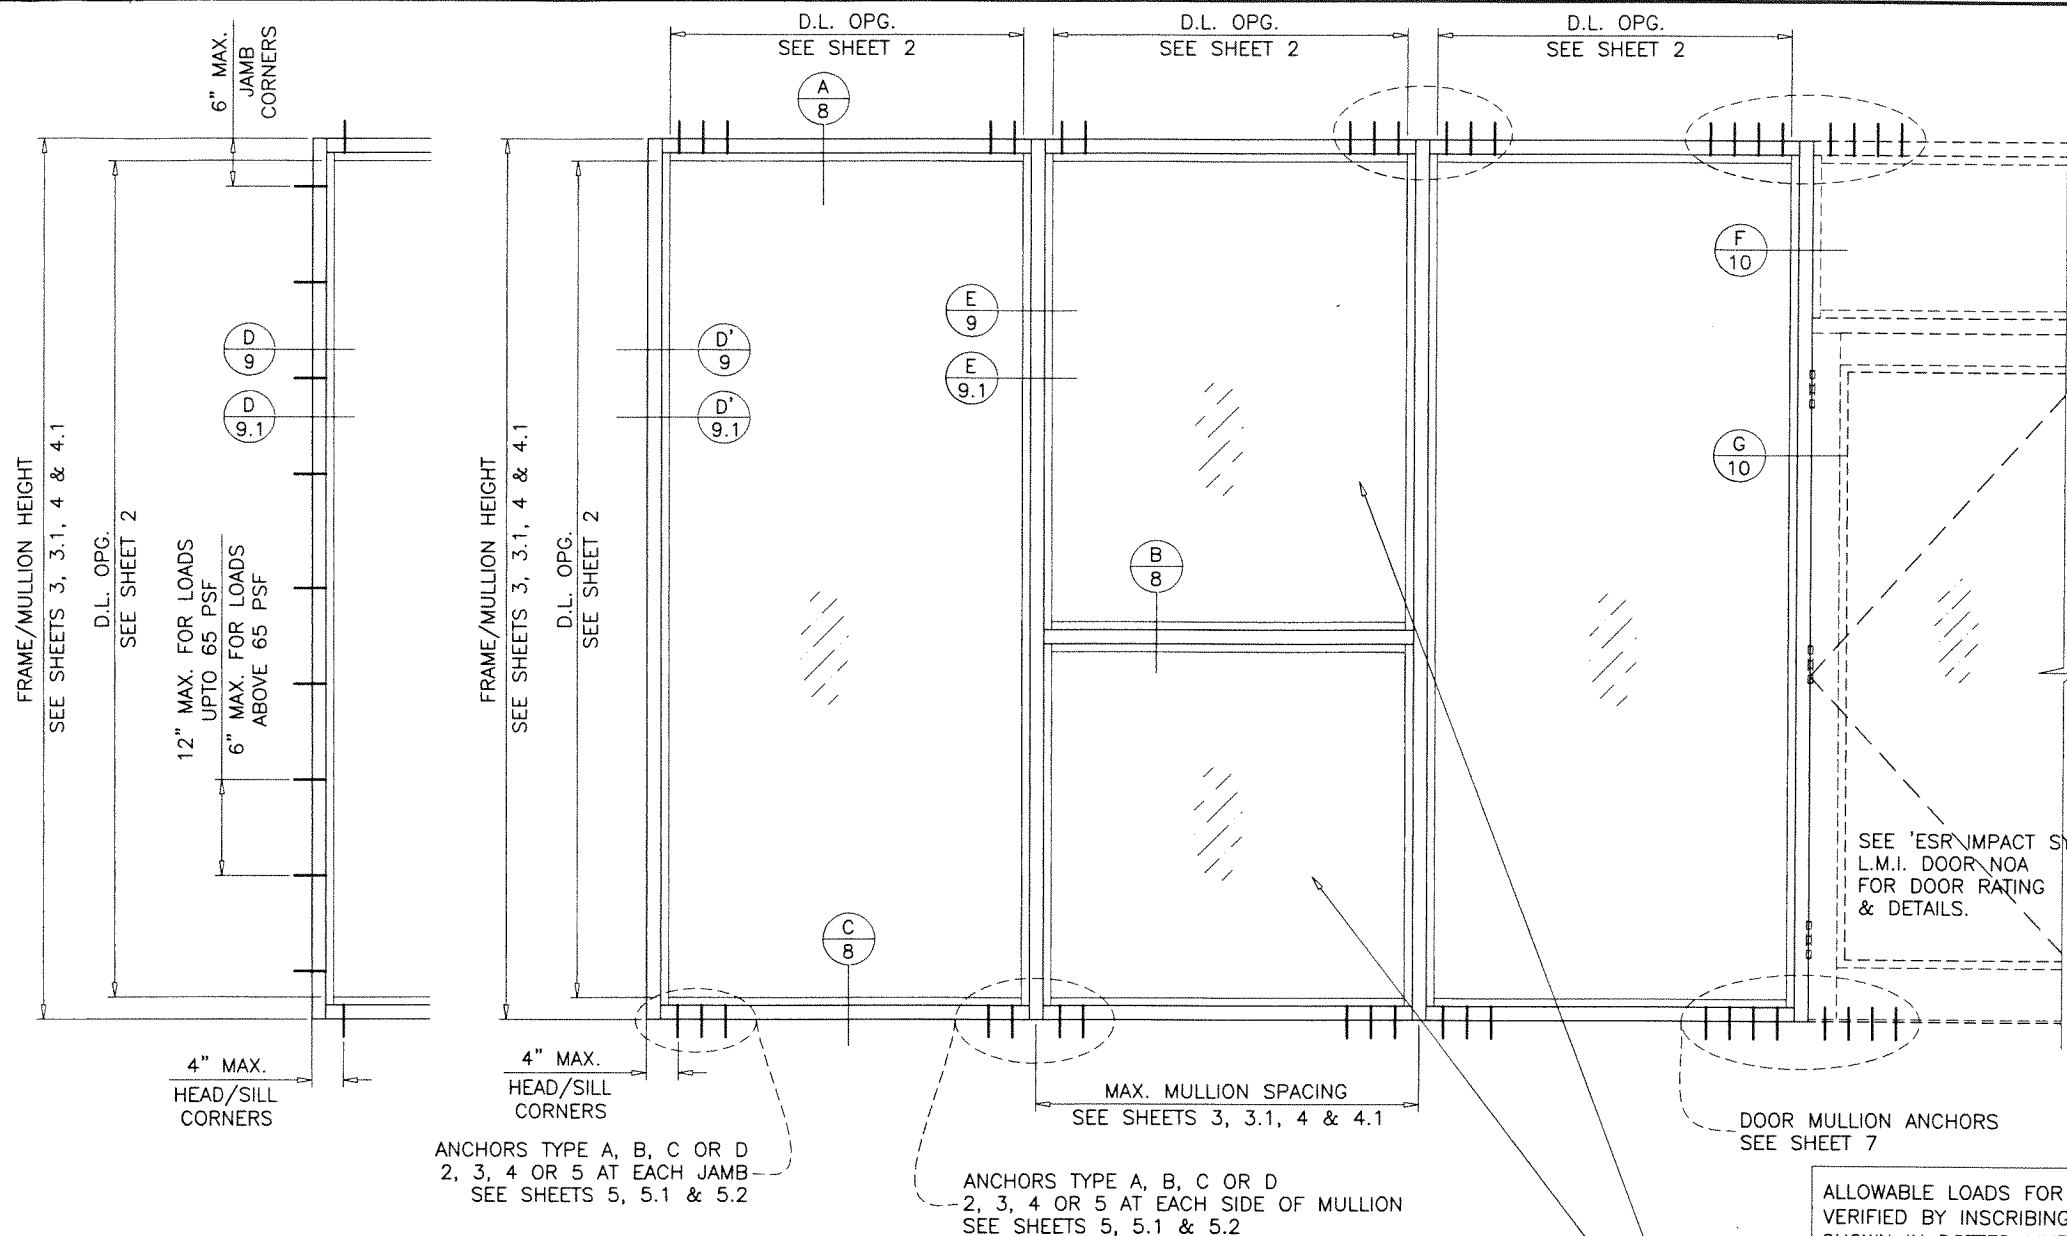 D.L. OPG.
SEE SHEET 2
D.L. OPG.
SEE SHEET 2
D.L. OPG.
SEE SHEET 2
6" MAX.
JAMB
CORNERS
A
8
F
10
E
9
E
9.1
D
9
D
9.1
D'
9
D'
9.1
G
10
B
8
C
8
FRAME/MULLION HEIGHT
SEE SHEETS 3, 3.1, 4 & 4.1
D.L. OPG.
SEE SHEET 2
12" MAX. FOR LOADS
UPTO 65 PSF
6" MAX. FOR LOADS
ABOVE 65 PSF
FRAME/MULLION HEIGHT
SEE SHEETS 3, 3.1, 4 & 4.1
D.L. OPG.
SEE SHEET 2
SEE 'ESR IMPACT
L.M.I. DOOR NOA
FOR DOOR RATING
& DETAILS.
4" MAX.
HEAD/SILL
CORNERS
4" MAX.
HEAD/SILL
CORNERS
MAX. MULLION SPACING
SEE SHEETS 3, 3.1, 4 & 4.1
DOOR MULLION ANCHORS
SEE SHEET 7
ANCHORS TYPE A, B, C OR D
2, 3, 4 OR 5 AT EACH JAMB
SEE SHEETS 5, 5.1 & 5.2
ANCHORS TYPE A, B, C OR D
2, 3, 4 OR 5 AT EACH SIDE OF MULLION
SEE SHEETS 5, 5.1 & 5.2
ALLOWABLE LOADS FOR
VERIFIED BY INSCRIBING